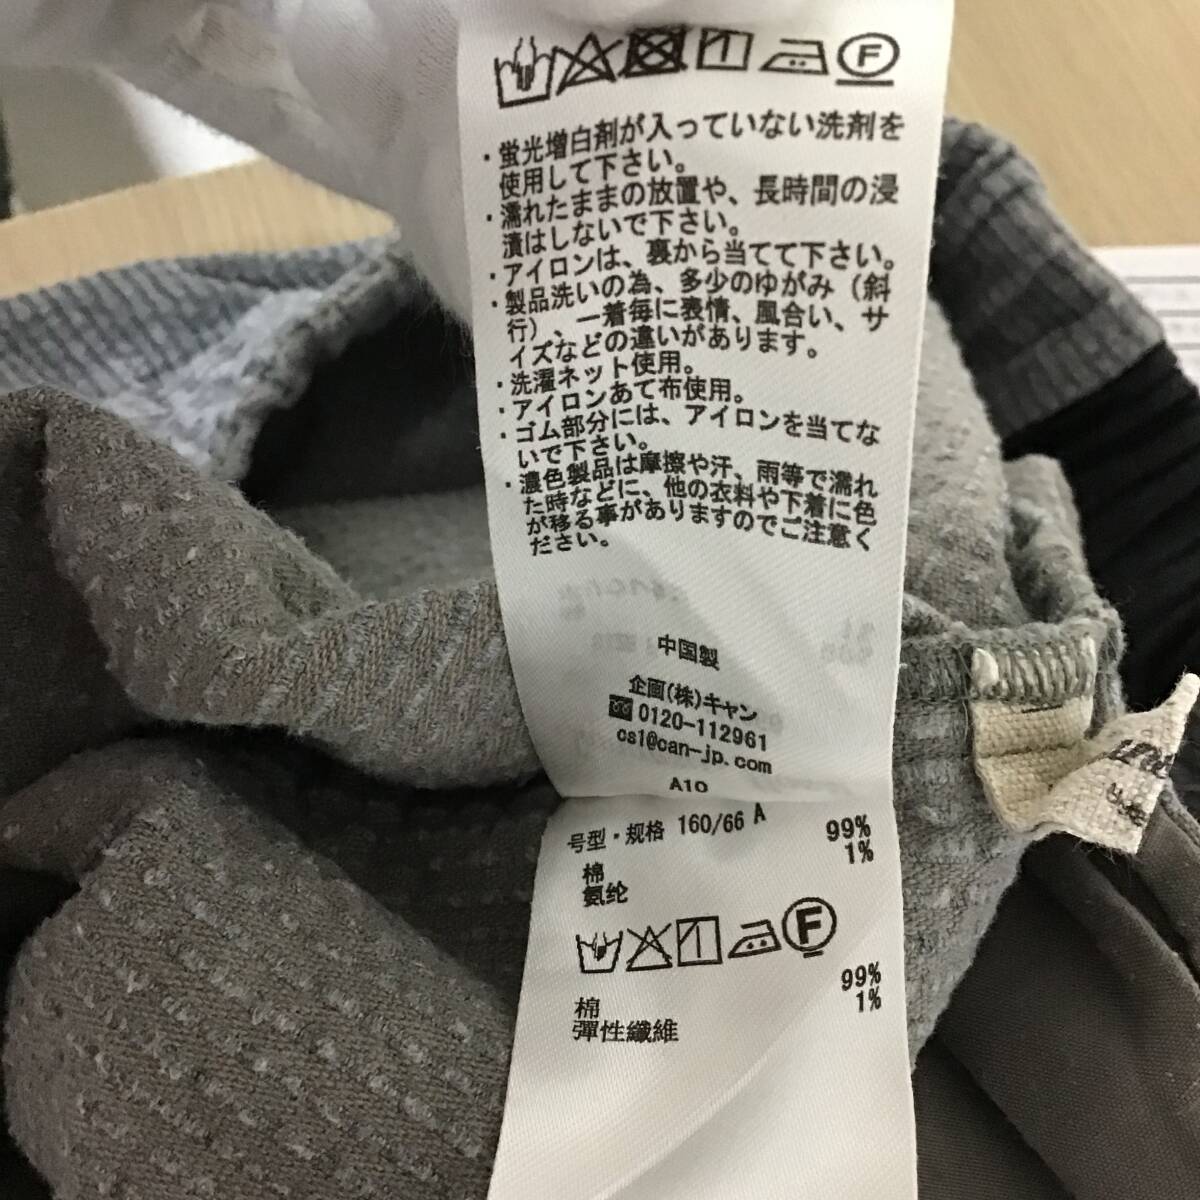 F
・蛍光増白剤が入っていない洗剤を
使用して下さい。
・濡れたままの放置や、長時間の浸
漬はしないで下さい。
・アイロンは、裏から当てて下さい。
・製品洗いの為、多少のゆがみ（斜
行）、一着毎に表情、風合い、サ
イズなどの違いがあります。
・洗濯ネット使用。
・アイロンあて布使用。
・ゴム部分には、アイロンを当てな
いで下さい。
・濃色製品は摩擦や汗、雨等で濡れ
た時などに、他の衣料や下着に色
が移る事がありますのでご注意く
ださい。
中国製
企画(株)キャン
0120-112961
cs1@can-jp.com
A10
号型・规格 160/66 A
棉 99%
氨纶 1%
F
棉 99%
彈性纖維 1%